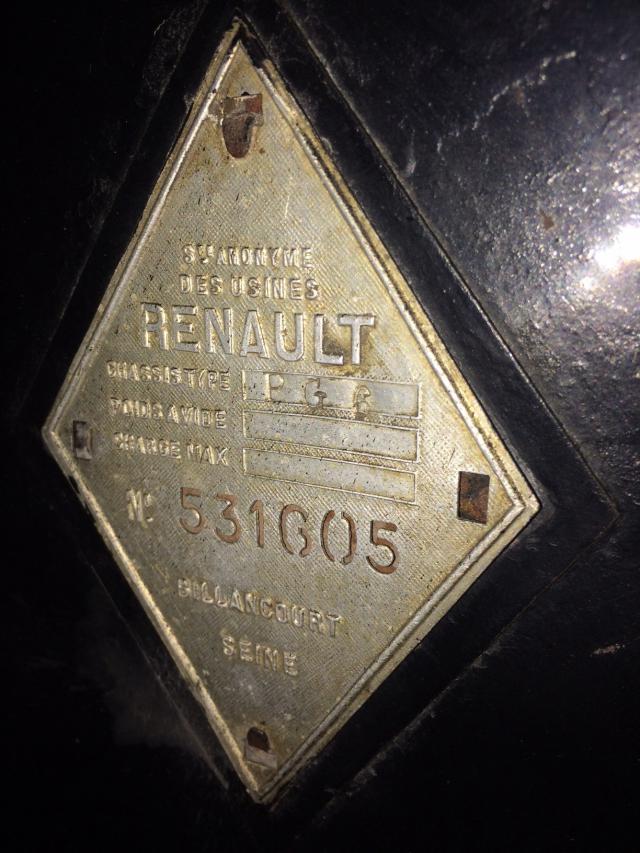 Sté ANONYME
DES USINES
RENAULT
CHASSIS TYPE P G
POIDS A VIDE
CHARGE MAX
No 531605
BILLANCOURT
SEINE